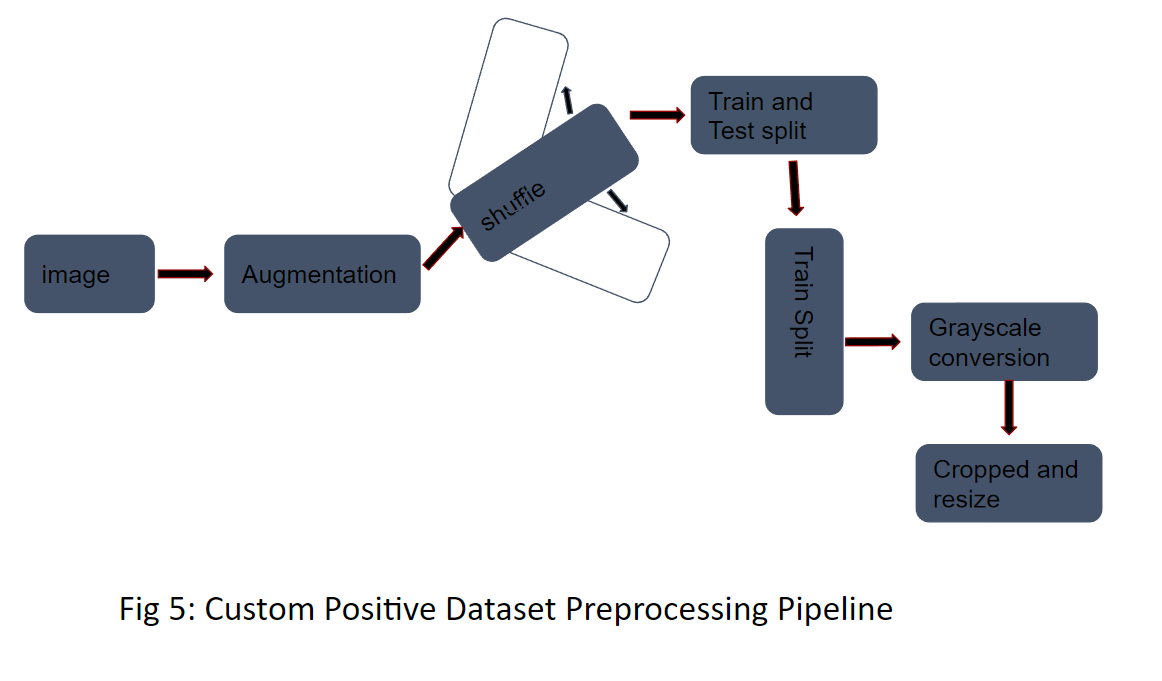 image
Augmentation
shuffle
Train and
Test split
Train Split
Grayscale
conversion
Cropped and
resize
Fig 5: Custom Positive Dataset Preprocessing Pipeline